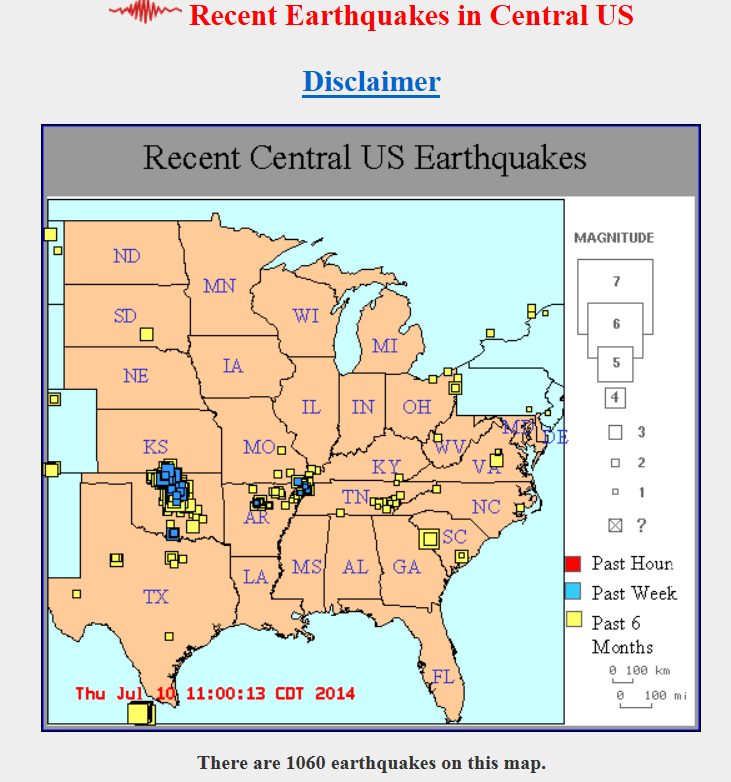 Recent Earthquakes in Central US
Disclaimer
Recent Central US Earthquakes
MAGNITUDE
7
6
5
4
3
2
1
?
ND
MN
SD
WI
MI
NE
IA
IL
IN
OH
MD
DE
KS
MO
WV
KY
VA
TN
NC
AR
SC
MS
AL
GA
LA
TX
FL
Past Hour
Past Week
Past 6
Months
0 100 km
0 100 mi
Thu Jul 10 11:00:13 CDT 2014
There are 1060 earthquakes on this map.